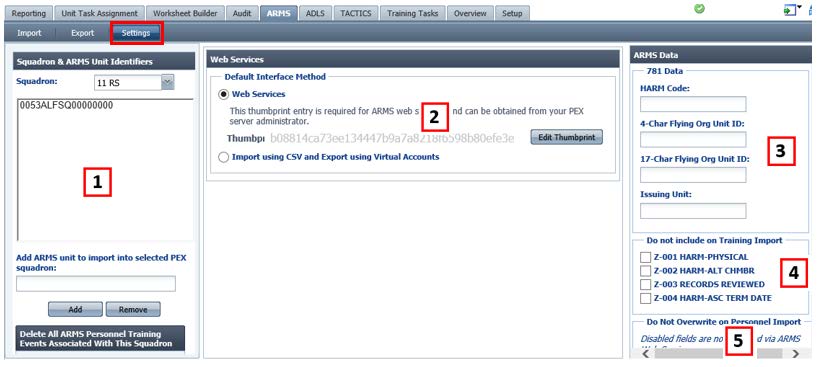 Reporting Unit Task Assignment Worksheet Builder Audit ARMS ADLS TACTICS Training Tasks Overview Setup
Import Export Settings
Squadron & ARMS Unit Identifiers
Squadron: 11 RS
0053ALFSQ00000000
1
Add ARMS unit to import into selected PEX
squadron:
Add Remove
Delete All ARMS Personnel Training
Events Associated With This Squadron
Web Services
Default Interface Method
Web Services
This thumbprint entry is required for ARMS web s nd can be obtained from your PEX
server administrator.
2
Thumbp b08814ca73ee134447b9a7a8218f6598b80efe3e Edit Thumbprint
Import using CSV and Export using Virtual Accounts
ARMS Data
781 Data
HARM Code:
4-Char Flying Org Unit ID:
3
17-Char Flying Org Unit ID:
Issuing Unit:
Do not include on Training Import
Z-001 HARM-PHYSICAL
Z-002 HARM-ALT CHMBR
4
Z-003 RECORDS REVIEWED
Z-004 HARM-ASC TERM DATE
Do Not Overwrite on Personnel Import
Disabled fields are no d via ARMS
5